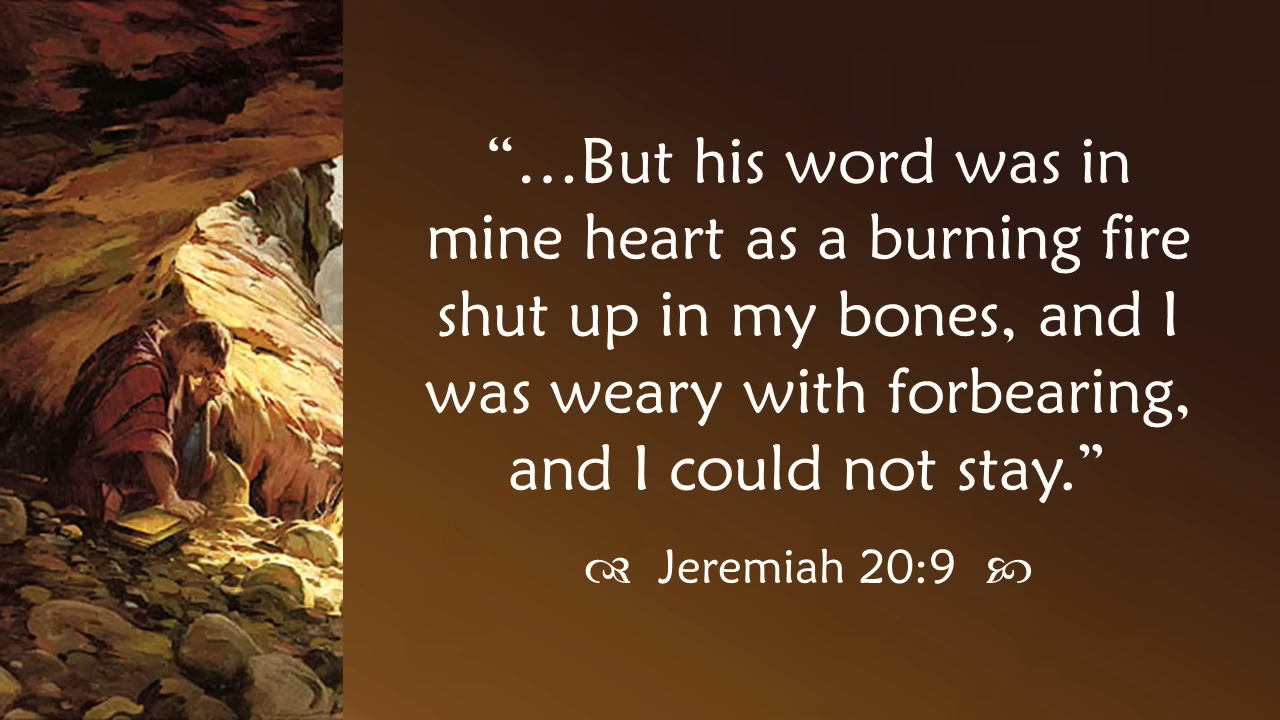 “…But his word was in
mine heart as a burning fire
shut up in my bones, and I
was weary with forbearing,
and I could not stay.”
Jeremiah 20:9